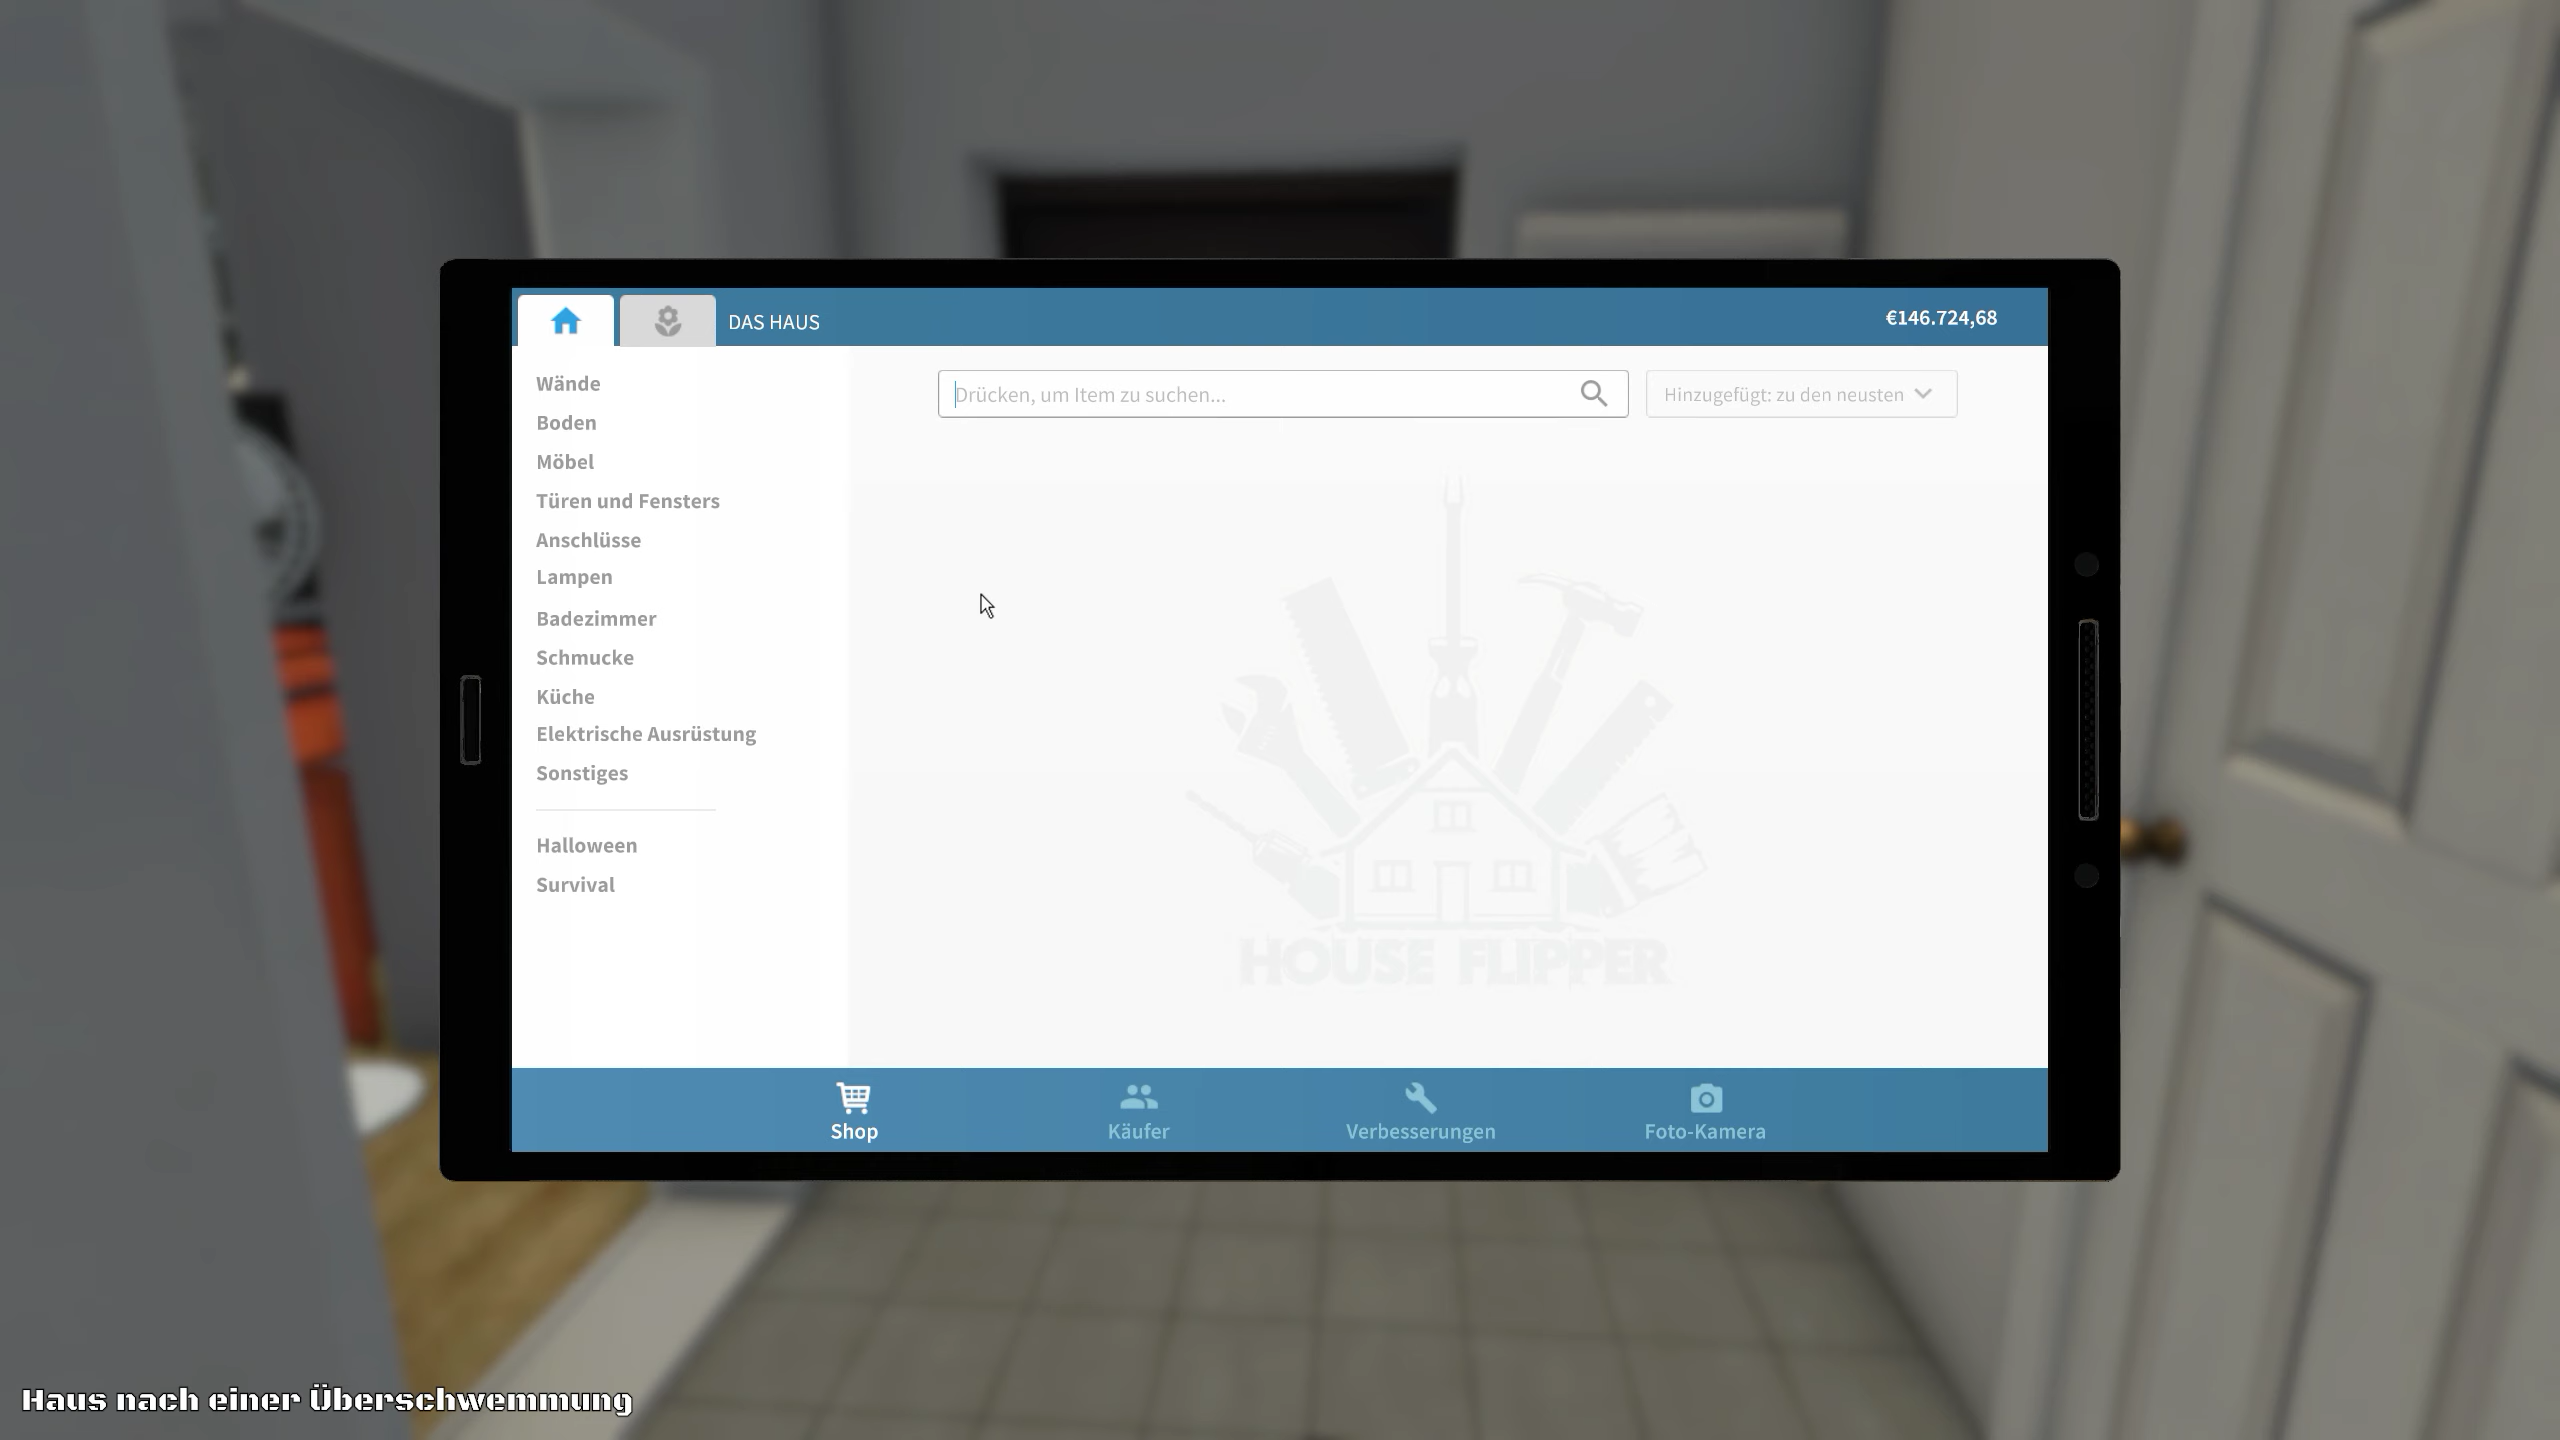 DAS HAUS
€146.724,68
Wände
Boden
Möbel
Türen und Fensters
Anschlüsse
Lampen
Badezimmer
Schmucke
Küche
Elektrische Ausrüstung
Sonstiges
Halloween
Survival
Drücken, um Item zu suchen...
Hinzugefügt: zu den neusten
HOUSE FLIPPER
Shop
Käufer
Verbesserungen
Foto-Kamera
Haus nach einer Überschwemmung